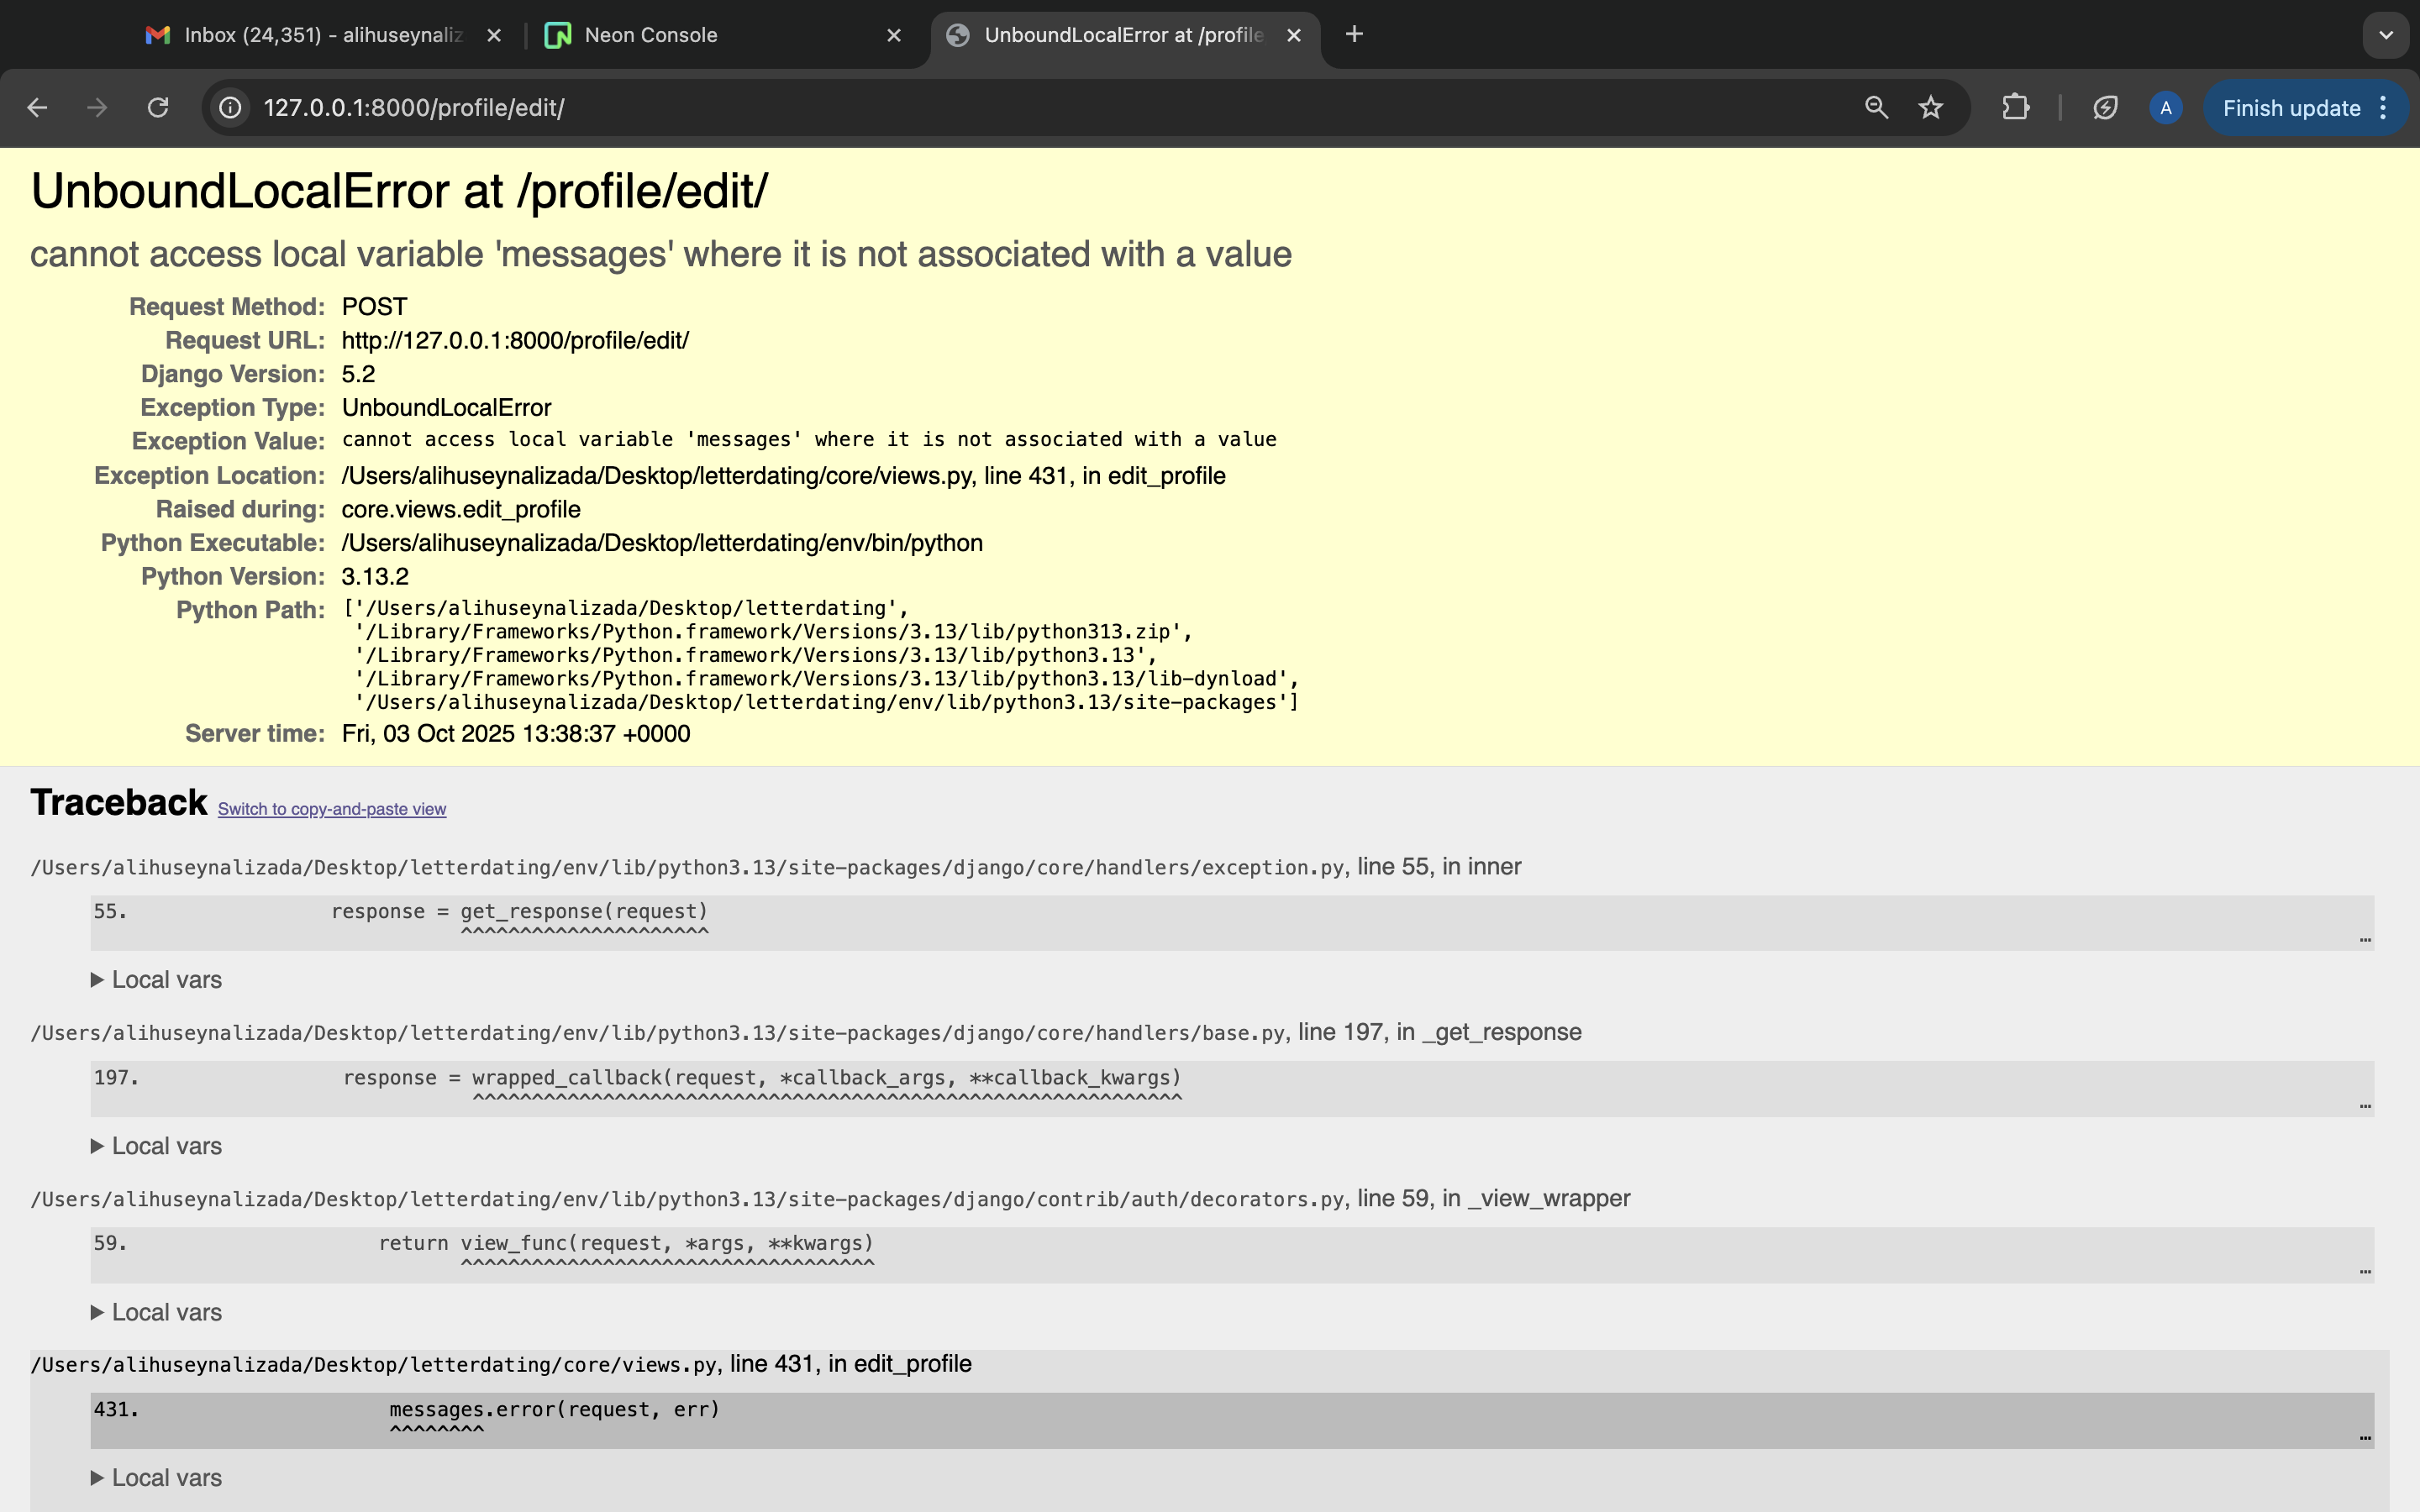 Inbox (24,351) - alihuseynaliz
Neon Console
UnboundLocalError at /profile
127.0.0.1:8000/profile/edit/
A
Finish update
UnboundLocalError at /profile/edit/
cannot access local variable 'messages' where it is not associated with a value
Request Method: POST
Request URL: http://127.0.0.1:8000/profile/edit/
Django Version: 5.2
Exception Type: UnboundLocalError
Exception Value: cannot access local variable 'messages' where it is not associated with a value
Exception Location: /Users/alihuseynalizada/Desktop/letterdating/core/views.py, line 431, in edit_profile
Raised during: core.views.edit_profile
Python Executable: /Users/alihuseynalizada/Desktop/letterdating/env/bin/python
Python Version: 3.13.2
Python Path: ['/Users/alihuseynalizada/Desktop/letterdating',
'/Library/Frameworks/Python.framework/Versions/3.13/lib/python313.zip',
'/Library/Frameworks/Python.framework/Versions/3.13/lib/python3.13',
'/Library/Frameworks/Python.framework/Versions/3.13/lib/python3.13/lib-dynload',
'/Users/alihuseynalizada/Desktop/letterdating/env/lib/python3.13/site-packages']
Server time: Fri, 03 Oct 2025 13:38:37 +0000
Traceback Switch to copy-and-paste view
/Users/alihuseynalizada/Desktop/letterdating/env/lib/python3.13/site-packages/django/core/handlers/exception.py, line 55, in inner
55. response = get_response(request)
^^^^^^^^^^^^^^^^^^^^^
…
Local vars
/Users/alihuseynalizada/Desktop/letterdating/env/lib/python3.13/site-packages/django/core/handlers/base.py, line 197, in _get_response
197. response = wrapped_callback(request, *callback_args, **callback_kwargs)
^^^^^^^^^^^^^^^^^^^^^^^^^^^^^^^^^^^^^^^^^^^^^^^^^^^^^^^^^^^^
…
Local vars
/Users/alihuseynalizada/Desktop/letterdating/env/lib/python3.13/site-packages/django/contrib/auth/decorators.py, line 59, in _view_wrapper
59. return view_func(request, *args, **kwargs)
^^^^^^^^^^^^^^^^^^^^^^^^^^^^^^^^^^^
…
Local vars
/Users/alihuseynalizada/Desktop/letterdating/core/views.py, line 431, in edit_profile
431. messages.error(request, err)
^^^^^^^^
…
Local vars